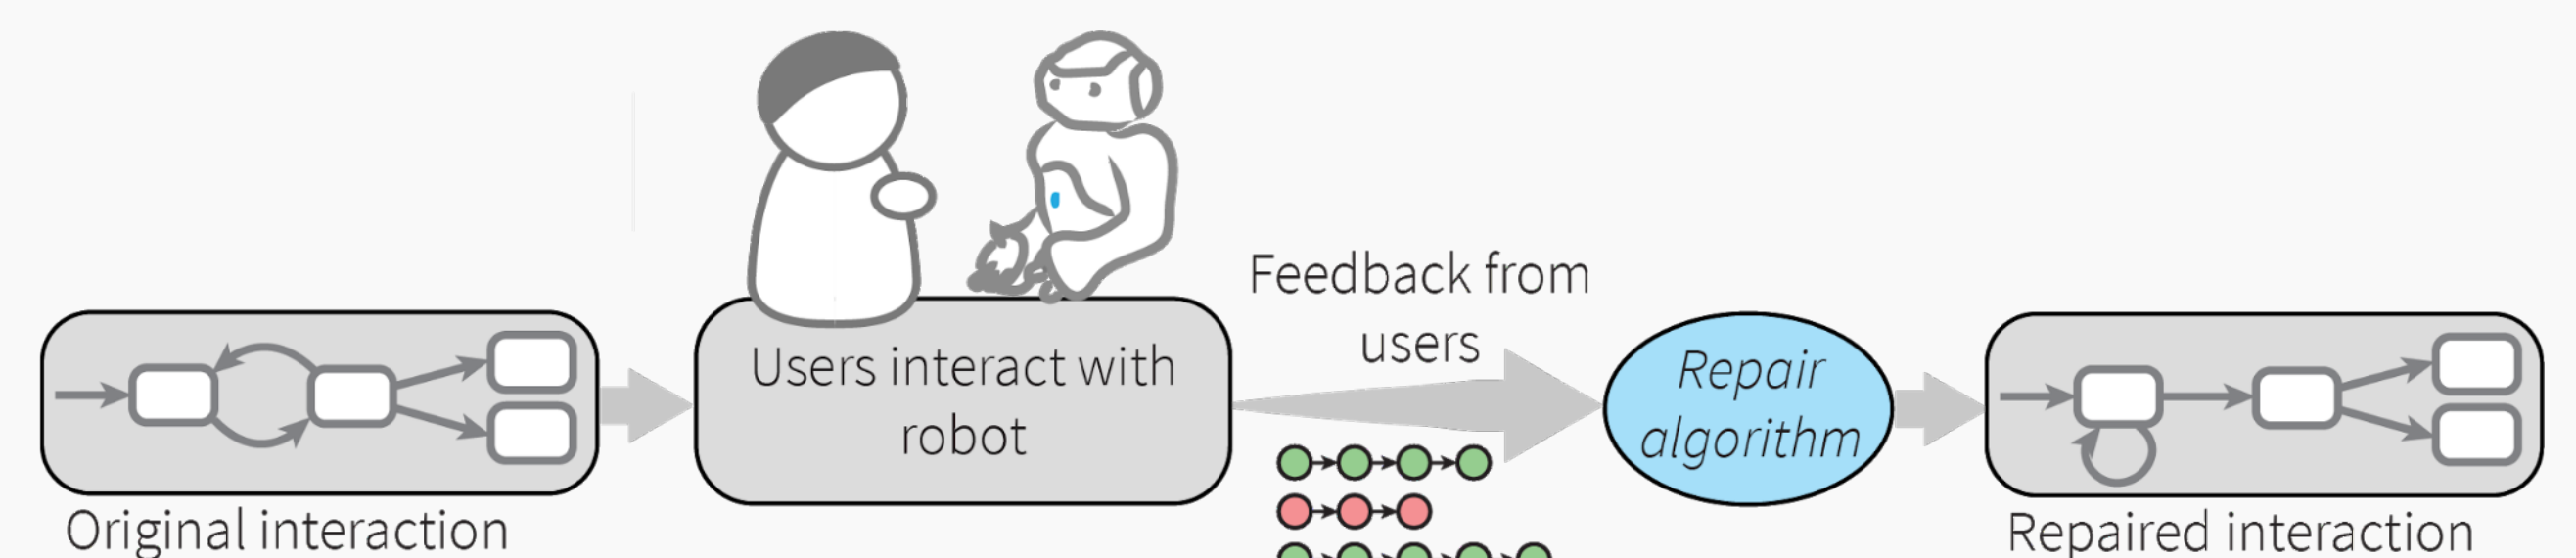 Feedback from
users
Users interact with
robot
Repair
algorithm
Original interaction
Repaired interaction